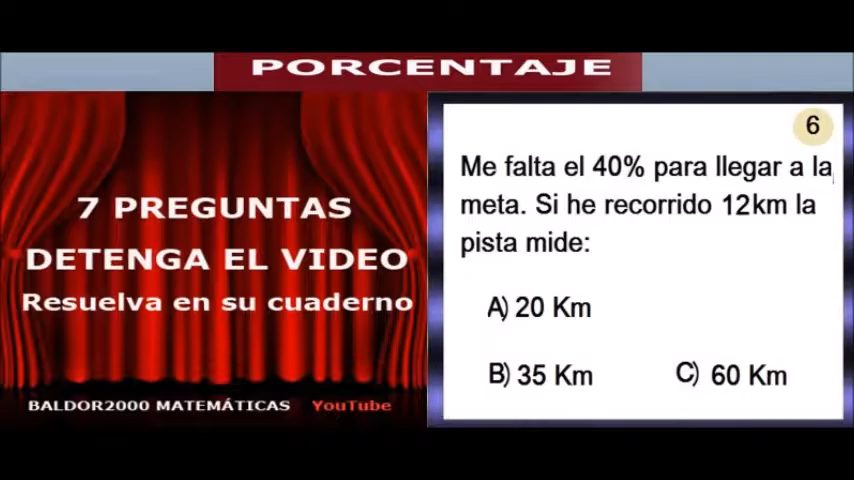 PORCENTAJE
7 PREGUNTAS
DETENGA EL VIDEO
Resuelva en su cuaderno
BALDOR2000 MATEMÁTICAS YouTube
6
Me falta el 40% para llegar a la
meta. Si he recorrido 12km la
pista mide:
A) 20 Km
B) 35 Km C) 60 Km